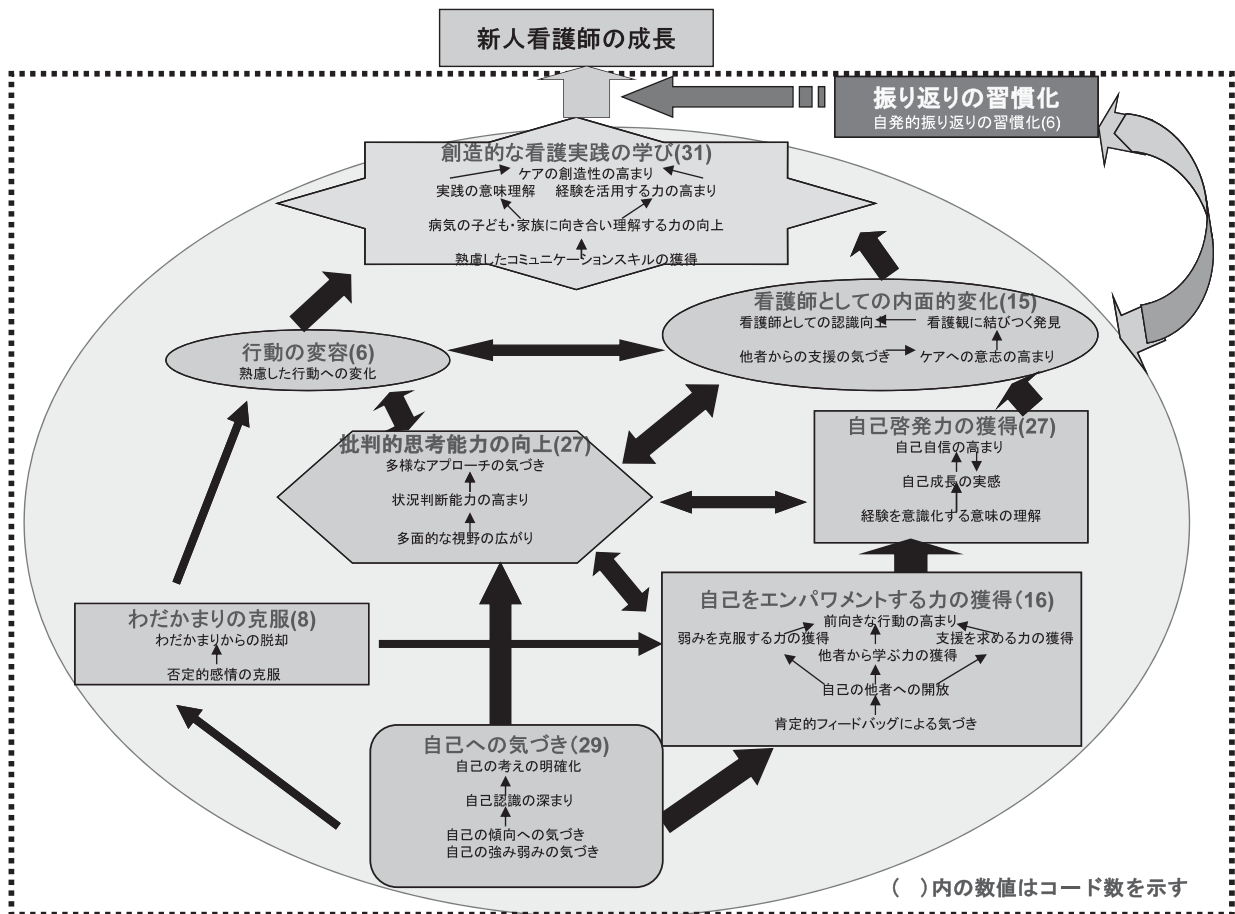 新人看護師の成長
振り返りの習慣化
自発的振り返りの習慣化(6)
創造的な看護実践の学び(31)
ケアの創造性の高まり
実践の意味理解 経験を活用する力の高まり
病気の子ども・家族に向き合い理解する力の向上
熟慮したコミュニケーションスキルの獲得
看護師としての内面的変化(15)
看護師としての認識向上 看護観に結びつく発見
他者からの支援の気づき ケアへの意志の高まり
行動の変容(6)
熟慮した行動への変化
批判的思考能力の向上(27)
多様なアプローチの気づき
状況判断能力の高まり
多面的な視野の広がり
自己啓発力の獲得(27)
自己自信の高まり
自己成長の実感
経験を意識化する意味の理解
わだかまりの克服(8)
わだかまりからの脱却
否定的感情の克服
自己をエンパワメントする力の獲得(16)
前向きな行動の高まり
弱みを克服する力の獲得 支援を求める力の獲得
他者から学ぶ力の獲得
自己の他者への開放
肯定的フィードバッグによる気づき
自己への気づき(29)
自己の考えの明確化
自己認識の深まり
自己の傾向への気づき
自己の強み弱みの気づき
(　)内の数値はコード数を示す